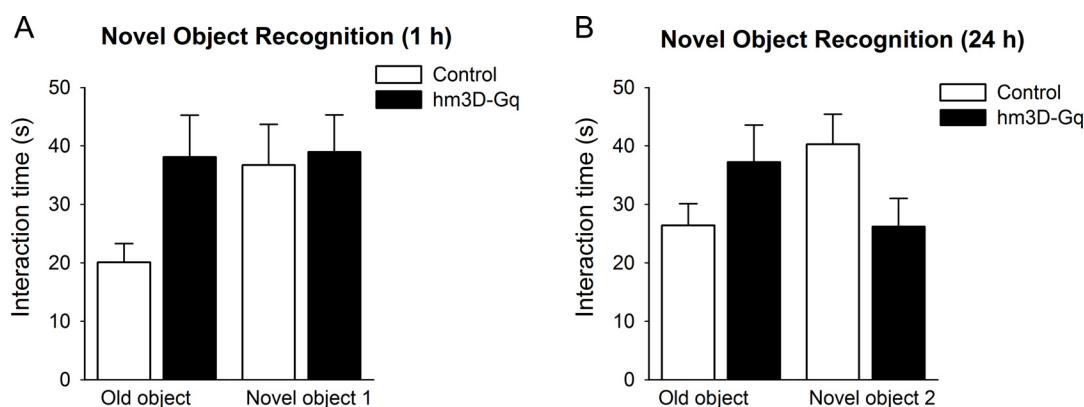 A
Novel Object Recognition (1 h)
Control
hm3D-Gq
Interaction time (s)
50
40
30
20
10
0
Old object
Novel object 1
B
Novel Object Recognition (24 h)
Control
hm3D-Gq
Interaction time (s)
50
40
30
20
10
0
Old object
Novel object 2